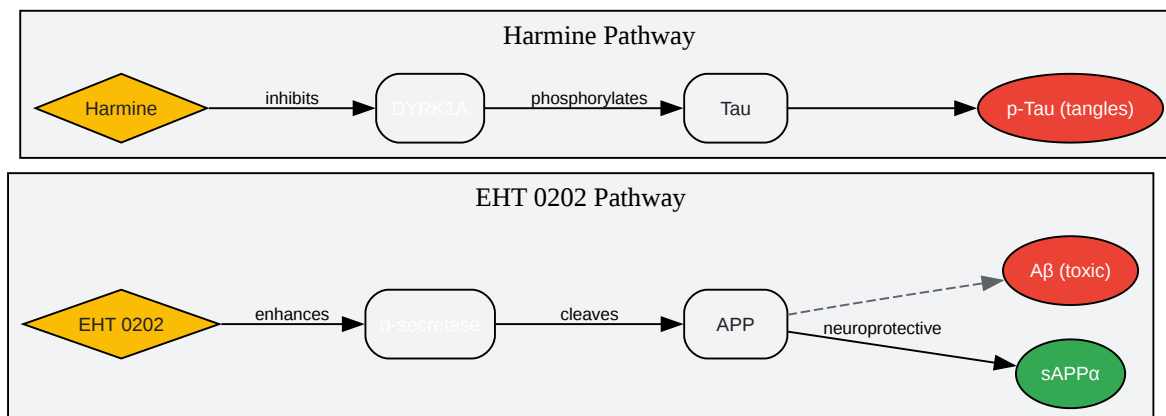 Harmine Pathway
Harmine
inhibits
DYRK1A
phosphorylates
Tau
p-Tau (tangles)
EHT 0202 Pathway
EHT 0202
enhances
α-secretase
cleaves
APP
Aβ (toxic)
neuroprotective
sAPPα